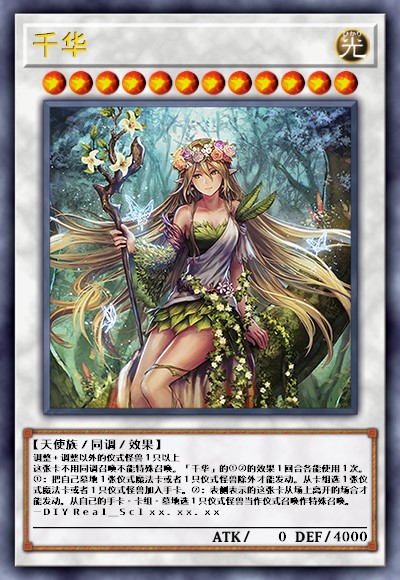 千华
ひかり
光
【天使族/同调/效果】
调整+调整以外的仪式怪兽1只以上
这张卡不用同调召唤不能特殊召唤。「千华」的①②的效果1回合各能使用1次。
①:把自己墓地1张仪式魔法卡或者1只仪式怪兽除外才能发动。从卡组选1张仪
式魔法卡或者1只仪式怪兽加入手卡。②:表侧表示的这张卡从场上离开的场合才
能发动。从自己的手卡·卡组·墓地选1只仪式怪兽当作仪式召唤作特殊召唤。
—DIYReal_Scl xx. xx. xx
ATK/ 0 DEF/4000